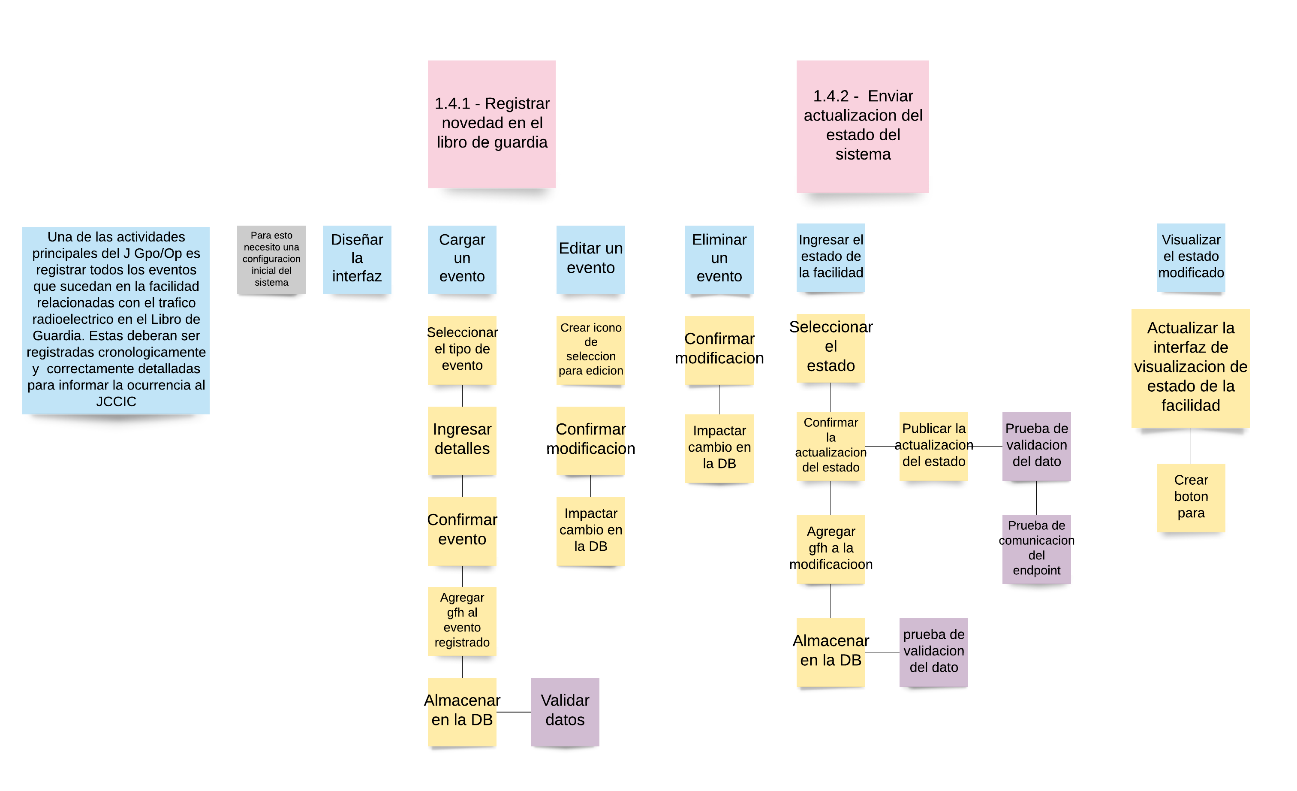 1.4.1 - Registrar
novedad en el
libro de guardia
1.4.2 -  Enviar
actualizacion del
estado del
sistema
Una de las actividades
principales del J Gpo/Op es
registrar todos los eventos
que sucedan en la facilidad
relacionadas con el trafico
radioelectrico en el Libro de
Guardia. Estas deberan ser
registradas cronologicamente
y  correctamente detalladas
para informar la ocurrencia al
JCCIC
Para esto
necesito una
configuracion
inicial del
sistema
Diseñar
la
interfaz
Cargar
un
evento
Editar un
evento
Eliminar
un
evento
Ingresar el
estado de
la facilidad
Visualizar
el estado
modificado
Seleccionar
el tipo de
evento
Ingresar
detalles
Confirmar
evento
Agregar
gfh al
evento
registrado
Almacenar
en la DB
Validar
datos
Crear icono
de
seleccion
para edicion
Confirmar
modificacion
Impactar
cambio en
la DB
Confirmar
modificacion
Impactar
cambio en
la DB
Seleccionar
el
estado
Confirmar
la
actualizacion
del estado
Publicar la
actualizacion
del estado
Prueba de
validacion
del dato
Prueba de
comunicacion
del
endpoint
Agregar
gfh a la
modificacioon
Almacenar
en la DB
prueba de
validacion
del dato
Actualizar la
interfaz de
visualizacion de
estado de la
facilidad
Crear
boton
para